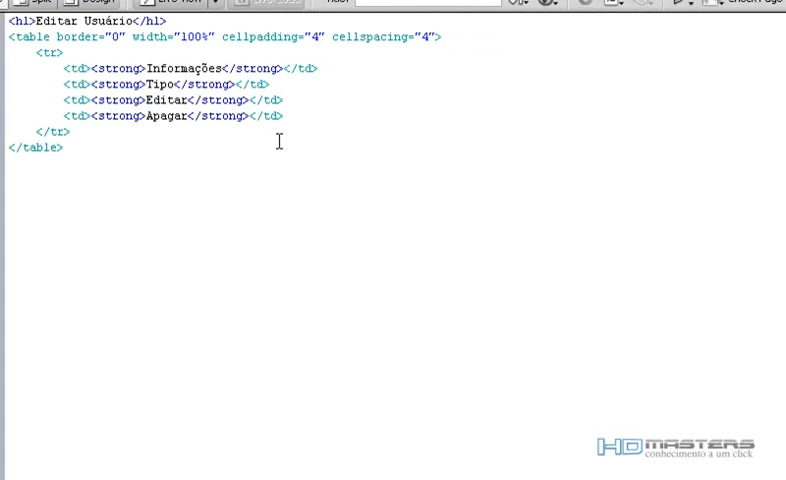 Split Design
<h1>Editar Usuário</h1>
<table border="0" width="100%" cellpadding="4" cellspacing="4">
<tr>
<td><strong>Informações</strong></td>
<td><strong>Tipo</strong></td>
<td><strong>Editar</strong></td>
<td><strong>Apagar</strong></td>
</tr>
</table>
HDMASTERS
conhecimento a um click